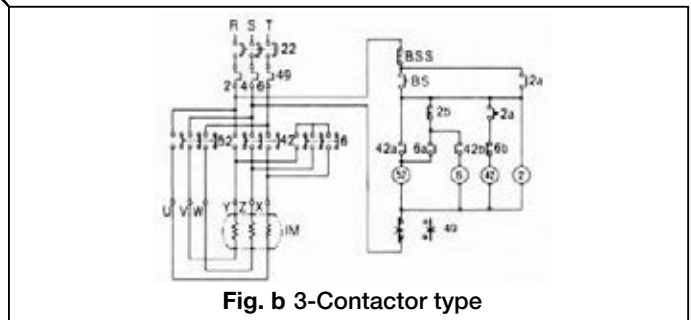 R S T
22
BSS
49
2 4 6
BS
2a
2b
2a
52
42
6
42a
6a
42b
6b
52
6
42
2
U V W
Y Z X
IM
49
Fig. b 3-Contactor type